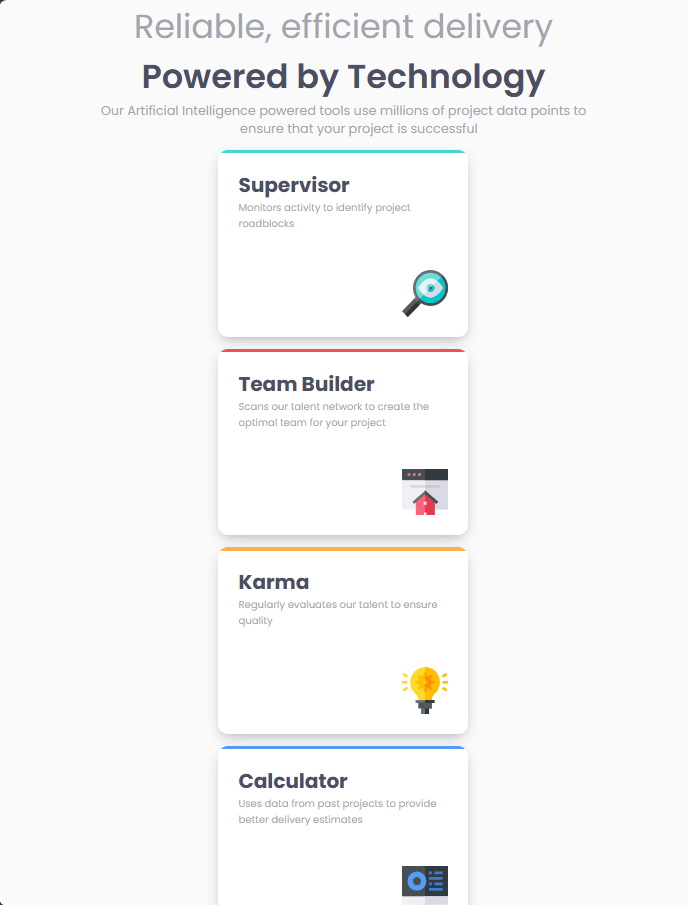 Reliable, efficient delivery
Powered by Technology
Our Artificial Intelligence powered tools use millions of project data points to
ensure that your project is successful
Supervisor
Monitors activity to identify project
roadblocks
Team Builder
Scans our talent network to create the
optimal team for your project
Karma
Regularly evaluates our talent to ensure
quality
Calculator
Uses data from past projects to provide
better delivery estimates